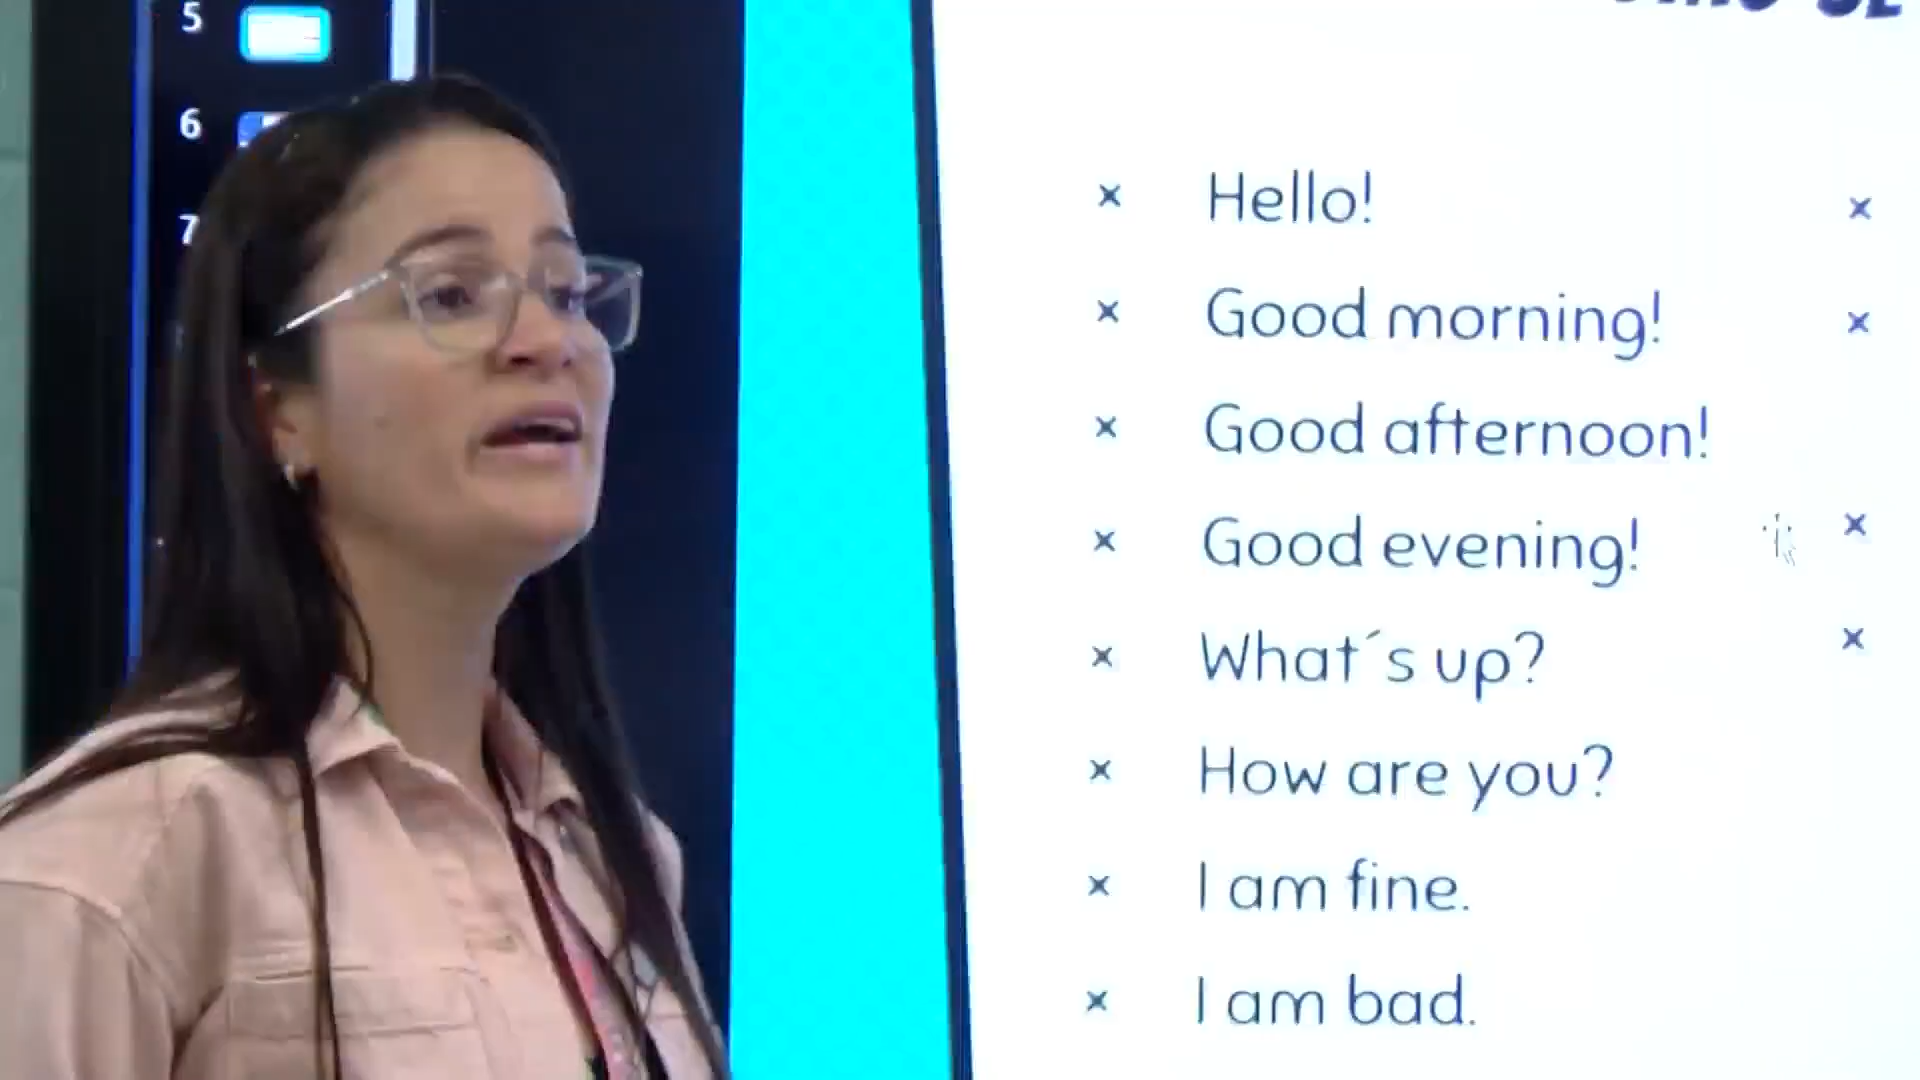 5
6
7
Hello!
Good morning!
Good afternoon!
Good evening!
What´s up?
How are you?
I am fine.
I am bad.